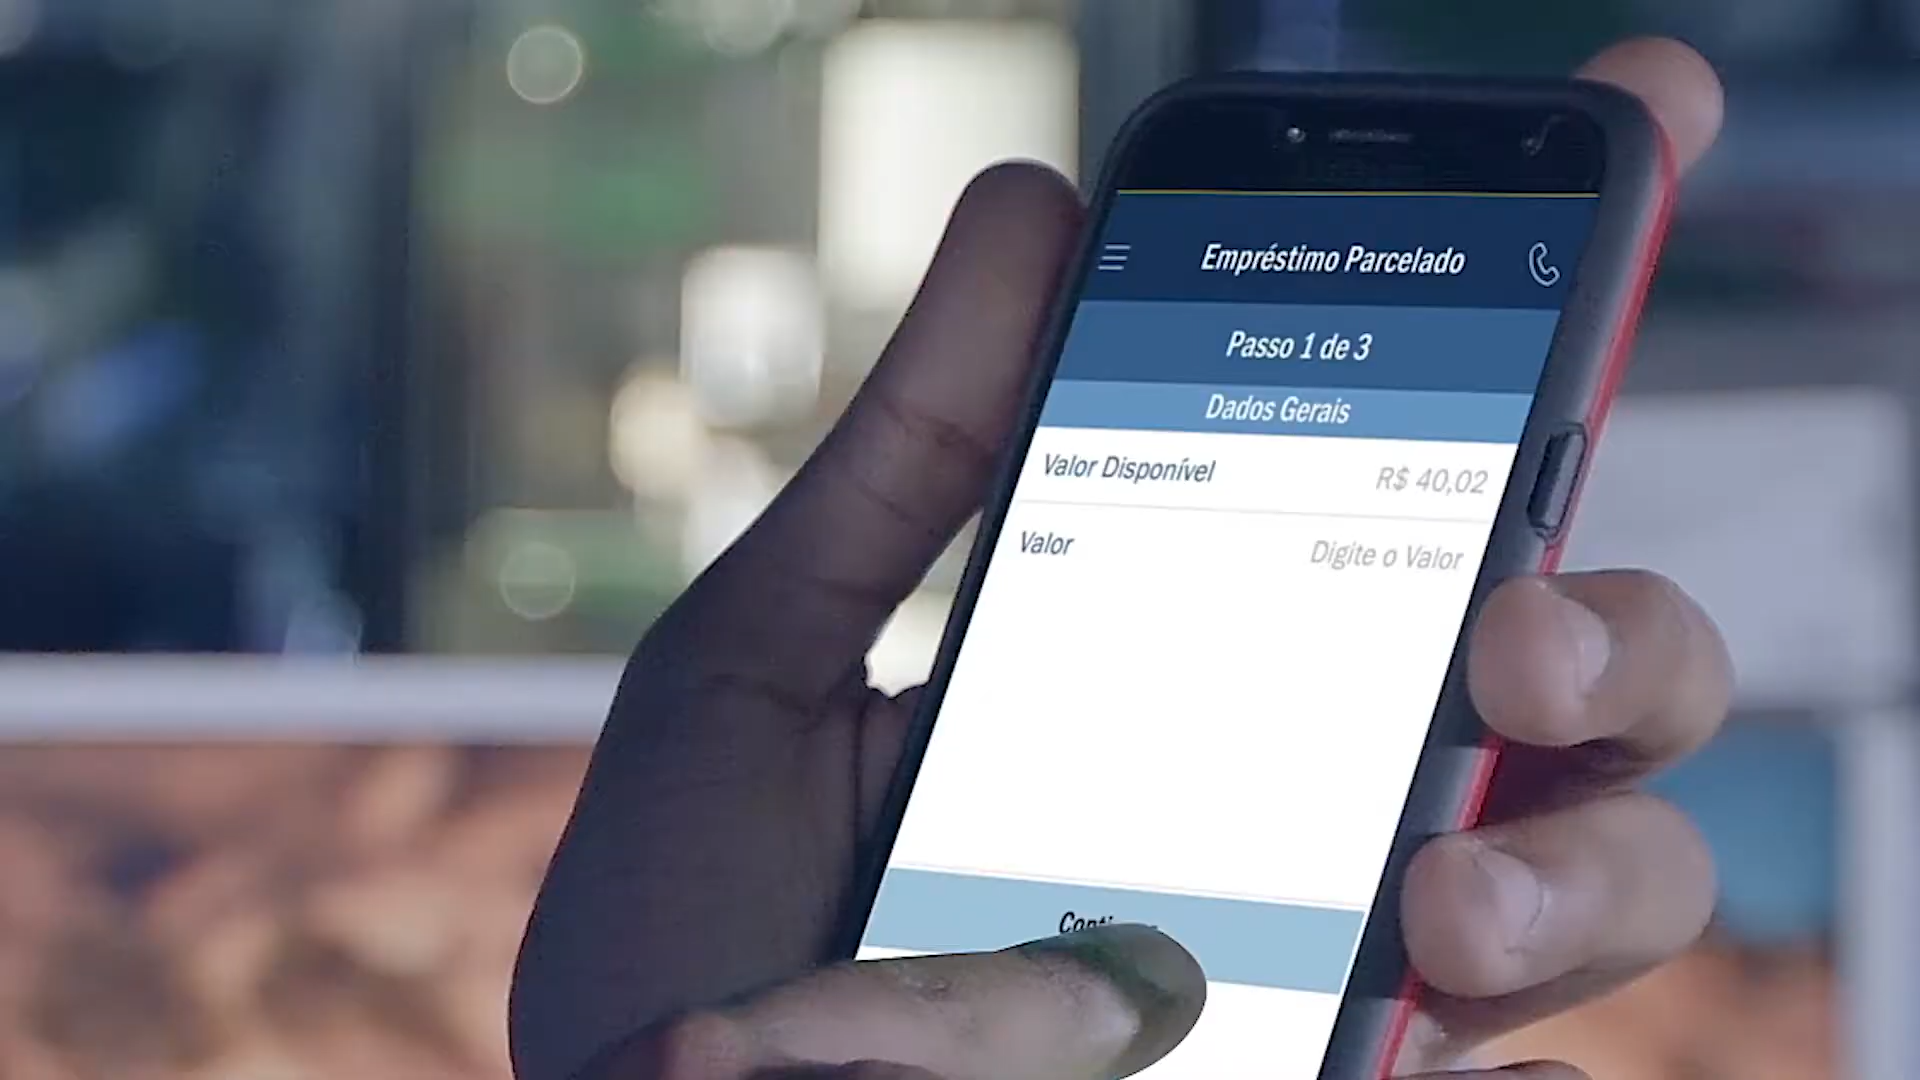 Empréstimo Parcelado
Passo 1 de 3
Dados Gerais
Valor Disponível R$ 40,02
Valor Digite o Valor